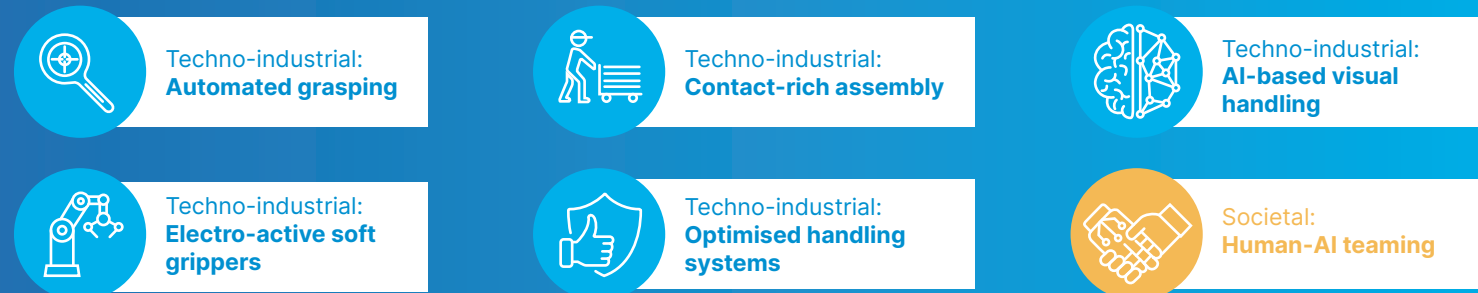 Techno-industrial:
Automated grasping
Techno-industrial:
Contact-rich assembly
Techno-industrial:
AI-based visual
handling
Techno-industrial:
Electro-active soft
grippers
Techno-industrial:
Optimised handling
systems
Societal:
Human-AI teaming